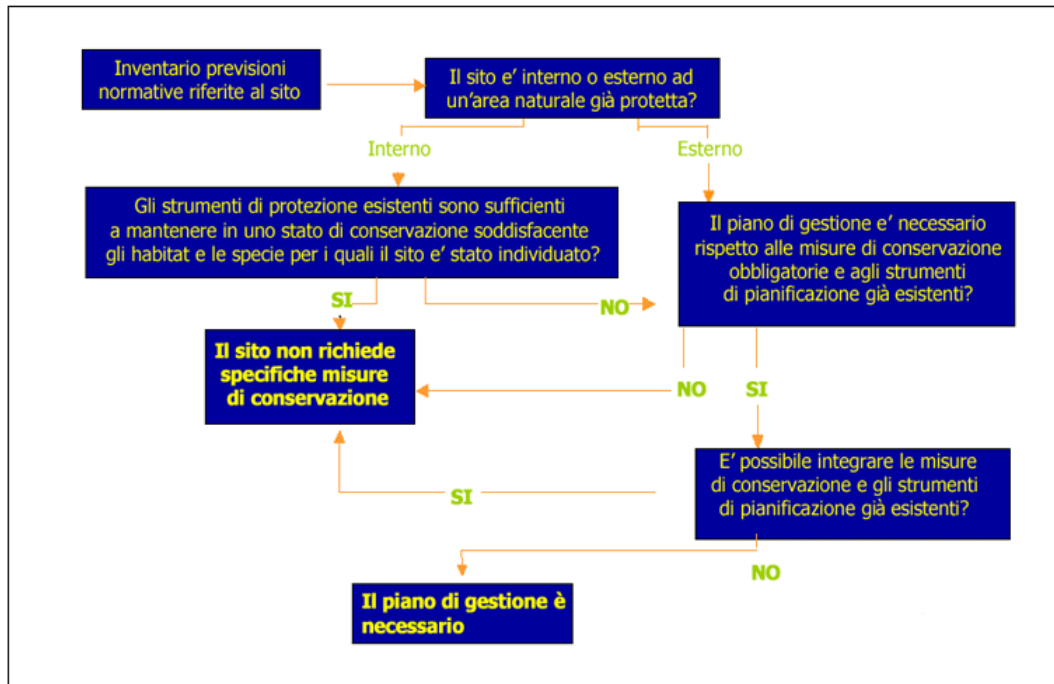 Inventario previsioni
normative riferite al sito
Il sito e’ interno o esterno ad
un’area naturale già protetta?
Interno
Esterno
Gli strumenti di protezione esistenti sono sufficienti
a mantenere in uno stato di conservazione soddisfacente
gli habitat e le specie per i quali il sito e’ stato individuato?
Il piano di gestione e’ necessario
rispetto alle misure di conservazione
obbligatorie e agli strumenti
di pianificazione già esistenti?
SI
NO
Il sito non richiede
specifiche misure
di conservazione
NO
SI
E’ possibile integrare le misure
di conservazione e gli strumenti
di pianificazione già esistenti?
SI
NO
Il piano di gestione è
necessario